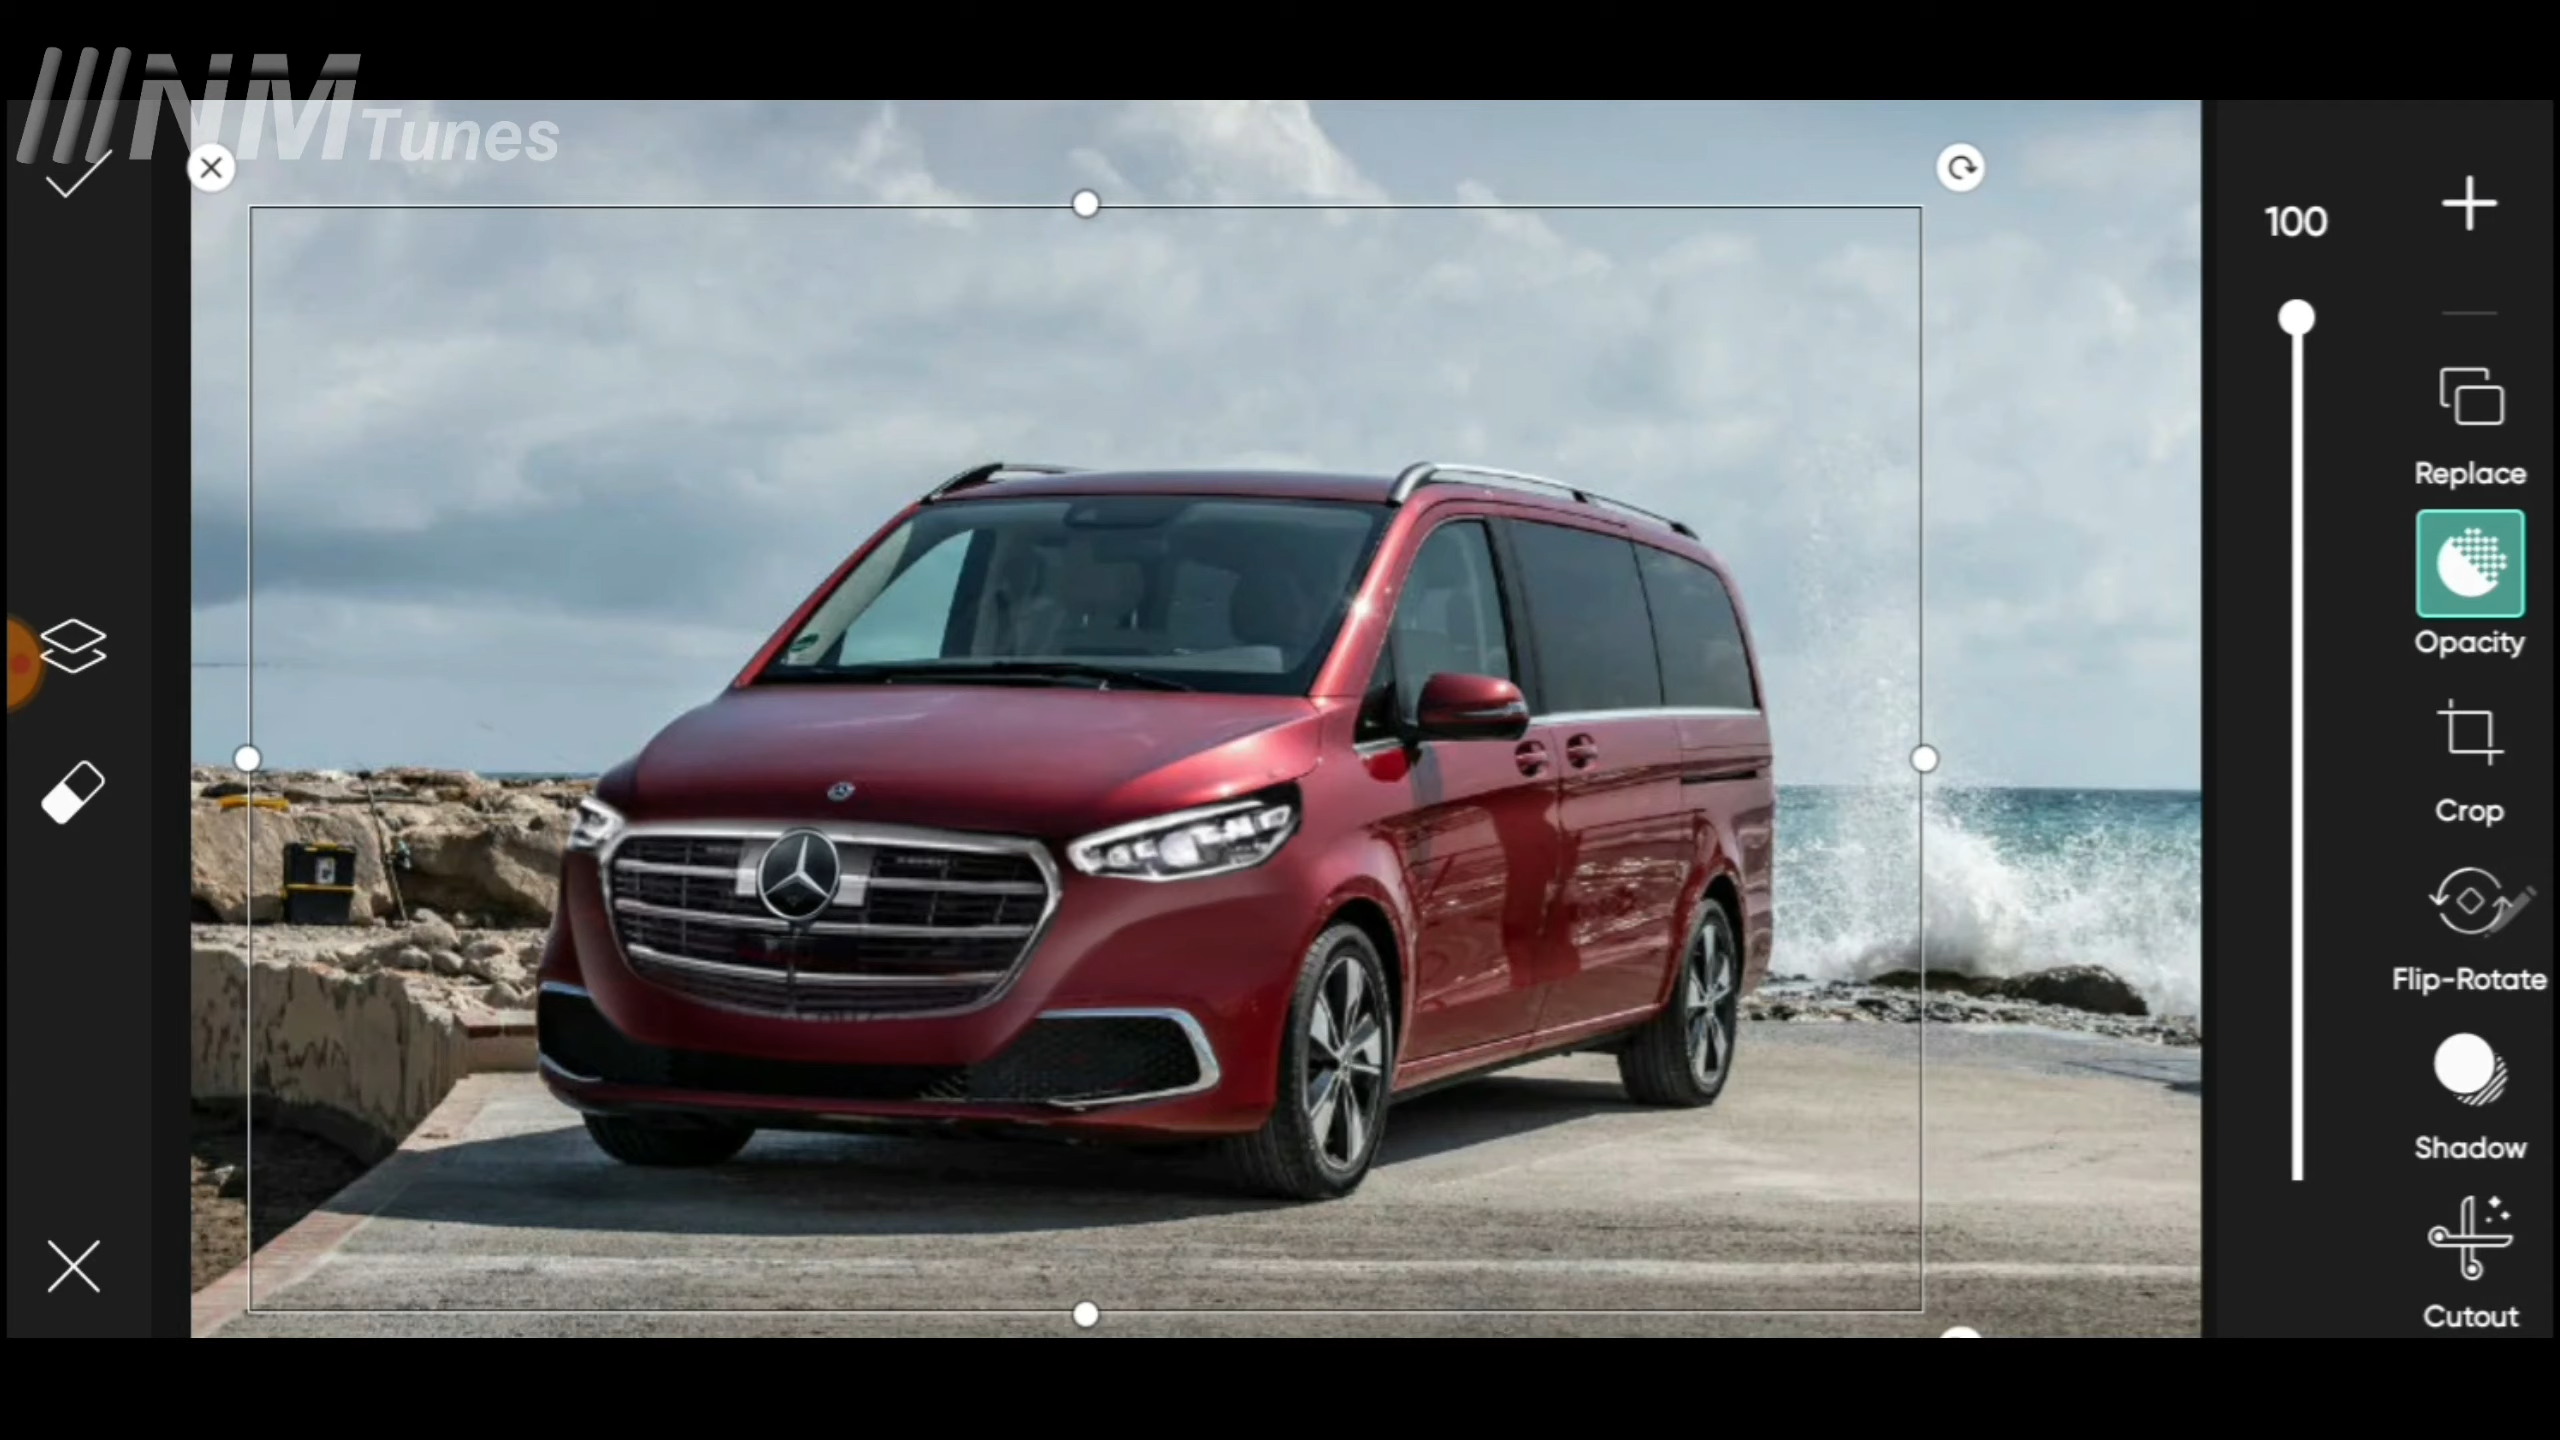 NM Tunes
100
Replace
Opacity
Crop
Flip-Rotate
Shadow
Cutout